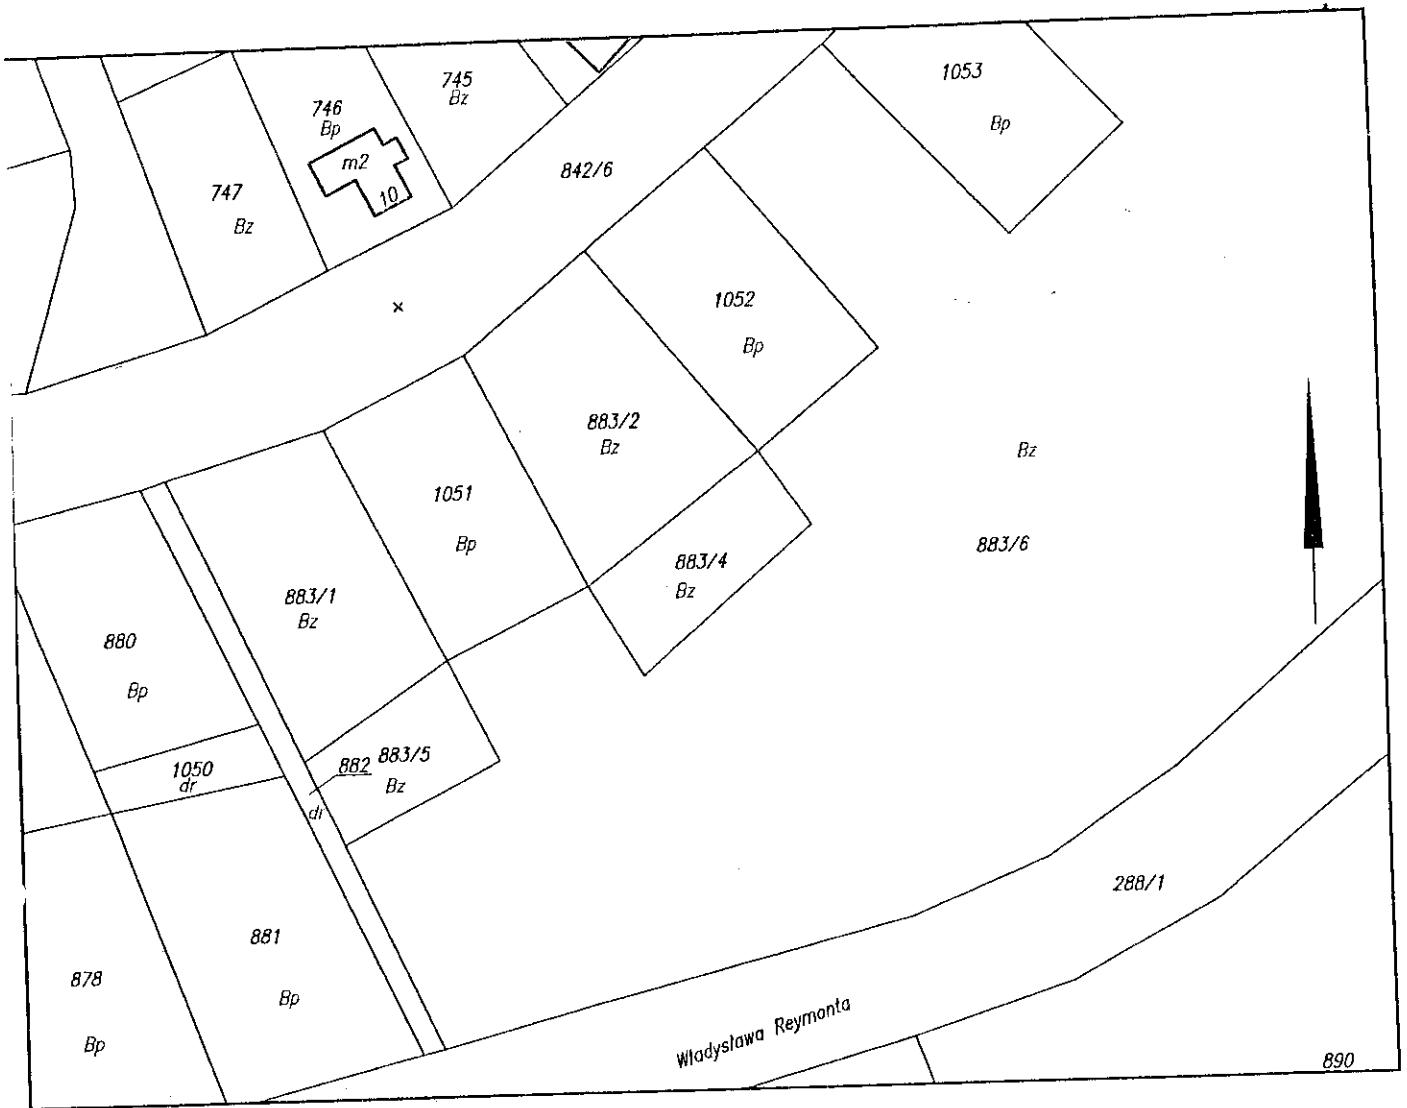 1053
Bp
745
Bz
746
Bp
m2
10
842/6
747
Bz
1052
Bp
883/2
Bz
Bz
1051
Bp
883/6
883/4
Bz
883/1
Bz
880
Bp
1050
dr
882
883/5
Bz
dr
288/1
881
878
Bp
Bp
Władysława Reymonta
890